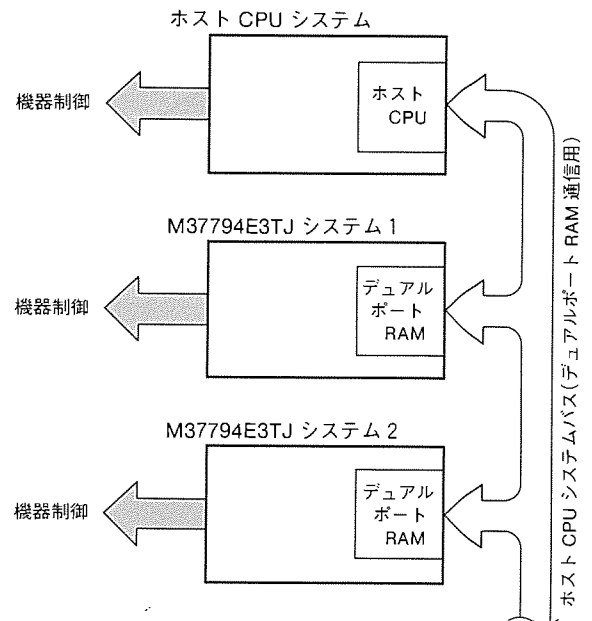 ホスト CPU システム
機器制御
ホスト
CPU
M37794E3TJ システム 1
機器制御
デュアル
ポート
RAM
M37794E3TJ システム 2
機器制御
デュアル
ポート
RAM
ホスト CPU システムバス(デュアルポート RAM 通信用)